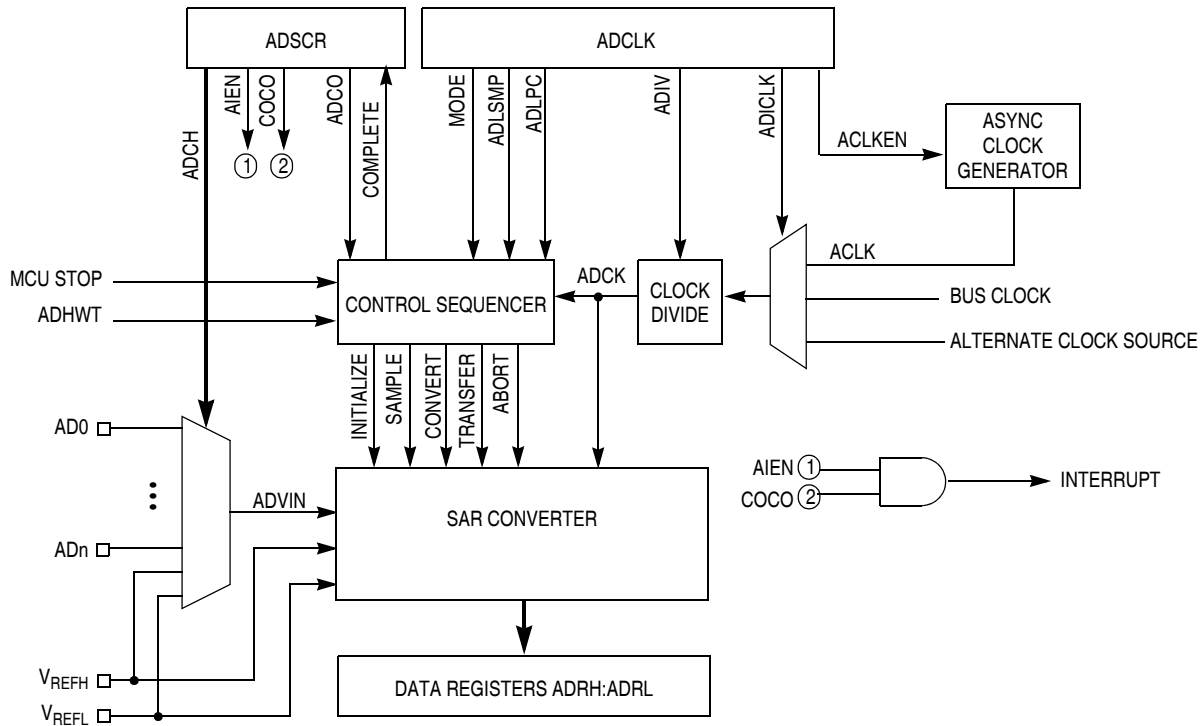 ADSCR
ADCLK
ADCH
AIEN
COCO
ADCO
COMPLETE
MODE
ADLSMP
ADLPC
ADIV
ADICLK
ACLKEN
ASYNC
CLOCK
GENERATOR
1
2
MCU STOP
ADHWT
CONTROL SEQUENCER
ADCK
CLOCK
DIVIDE
ACLK
BUS CLOCK
ALTERNATE CLOCK SOURCE
INITIALIZE
SAMPLE
CONVERT
TRANSFER
ABORT
AD0
•••
ADn
ADVIN
SAR CONVERTER
AIEN 1
COCO 2
INTERRUPT
VREFH
VREFL
DATA REGISTERS ADRH:ADRL